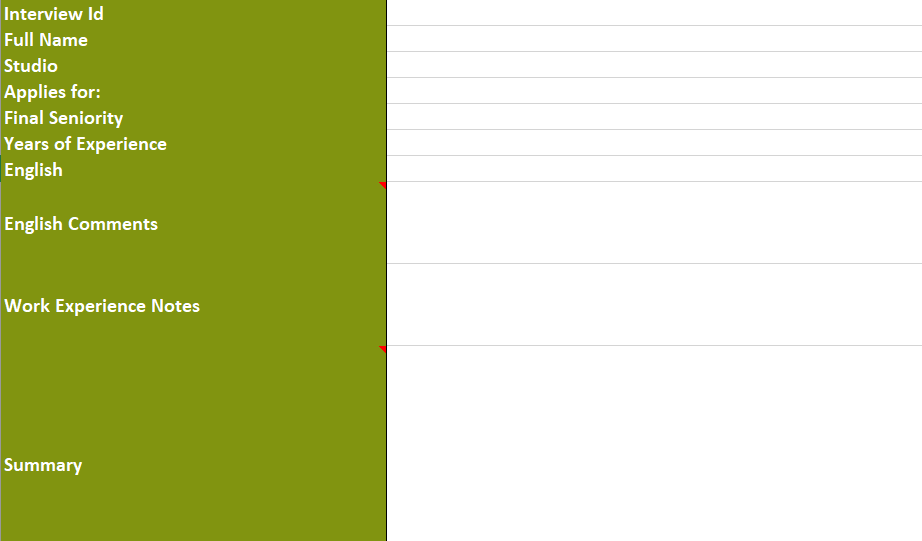 Interview Id
Full Name
Studio
Applies for:
Final Seniority
Years of Experience
English
English Comments
Work Experience Notes
Summary